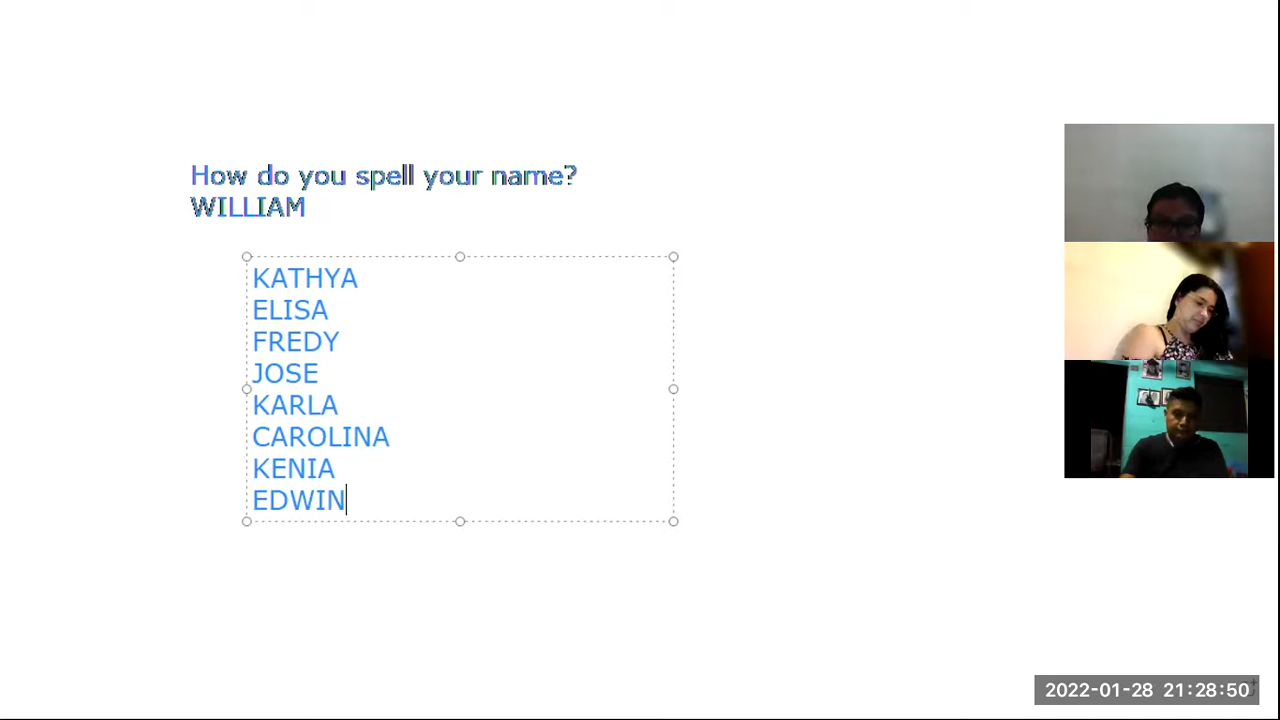 How do you spell your name?
WILLIAM
KATHYA
ELISA
FREDY
JOSE
KARLA
CAROLINA
KENIA
EDWIN
2022-01-28 21:28:50